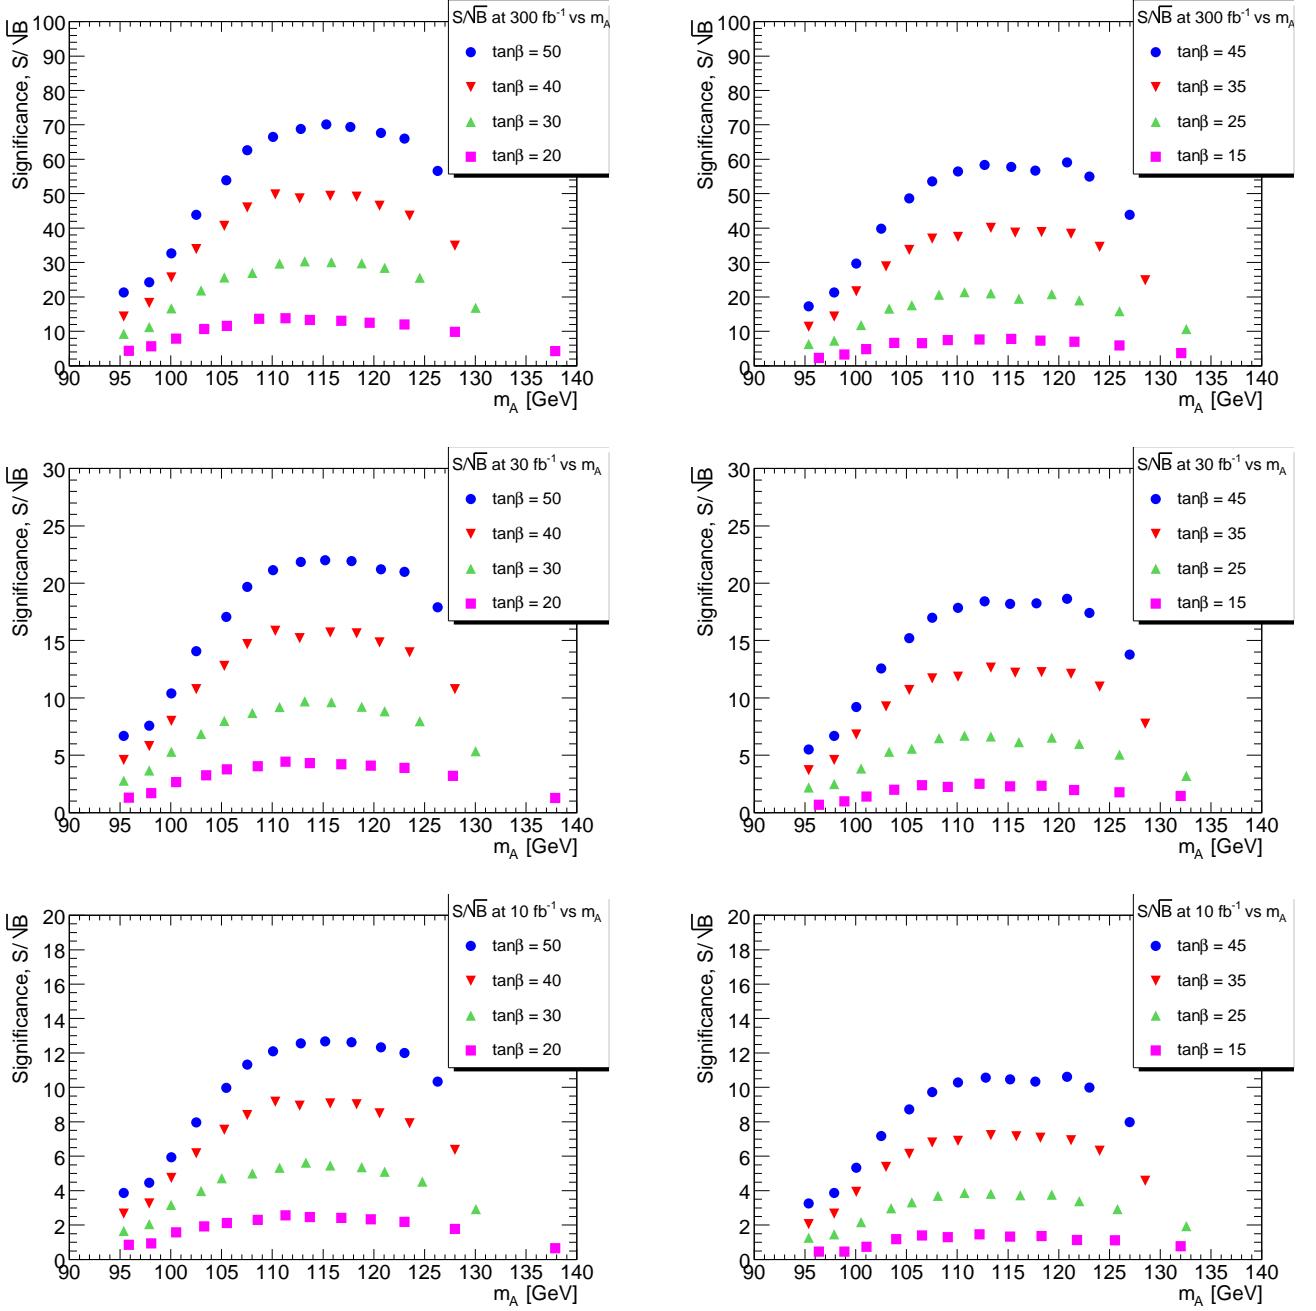 S/√B at 300 fb⁻¹ vs m_A
tanβ = 50
tanβ = 40
tanβ = 30
tanβ = 20
Significance, S/√B
100
90
80
70
60
50
40
30
20
10
0
90 95 100 105 110 115 120 125 130 135 140
m_A [GeV]
S/√B at 300 fb⁻¹ vs m_A
tanβ = 45
tanβ = 35
tanβ = 25
tanβ = 15
Significance, S/√B
100
90
80
70
60
50
40
30
20
10
0
90 95 100 105 110 115 120 125 130 135 140
m_A [GeV]
S/√B at 30 fb⁻¹ vs m_A
tanβ = 50
tanβ = 40
tanβ = 30
tanβ = 20
Significance, S/√B
30
25
20
15
10
5
0
90 95 100 105 110 115 120 125 130 135 140
m_A [GeV]
S/√B at 30 fb⁻¹ vs m_A
tanβ = 45
tanβ = 35
tanβ = 25
tanβ = 15
Significance, S/√B
30
25
20
15
10
5
0
90 95 100 105 110 115 120 125 130 135 140
m_A [GeV]
S/√B at 10 fb⁻¹ vs m_A
tanβ = 50
tanβ = 40
tanβ = 30
tanβ = 20
Significance, S/√B
20
18
16
14
12
10
8
6
4
2
0
90 95 100 105 110 115 120 125 130 135 140
m_A [GeV]
S/√B at 10 fb⁻¹ vs m_A
tanβ = 45
tanβ = 35
tanβ = 25
tanβ = 15
Significance, S/√B
20
18
16
14
12
10
8
6
4
2
0
90 95 100 105 110 115 120 125 130 135 140
m_A [GeV]